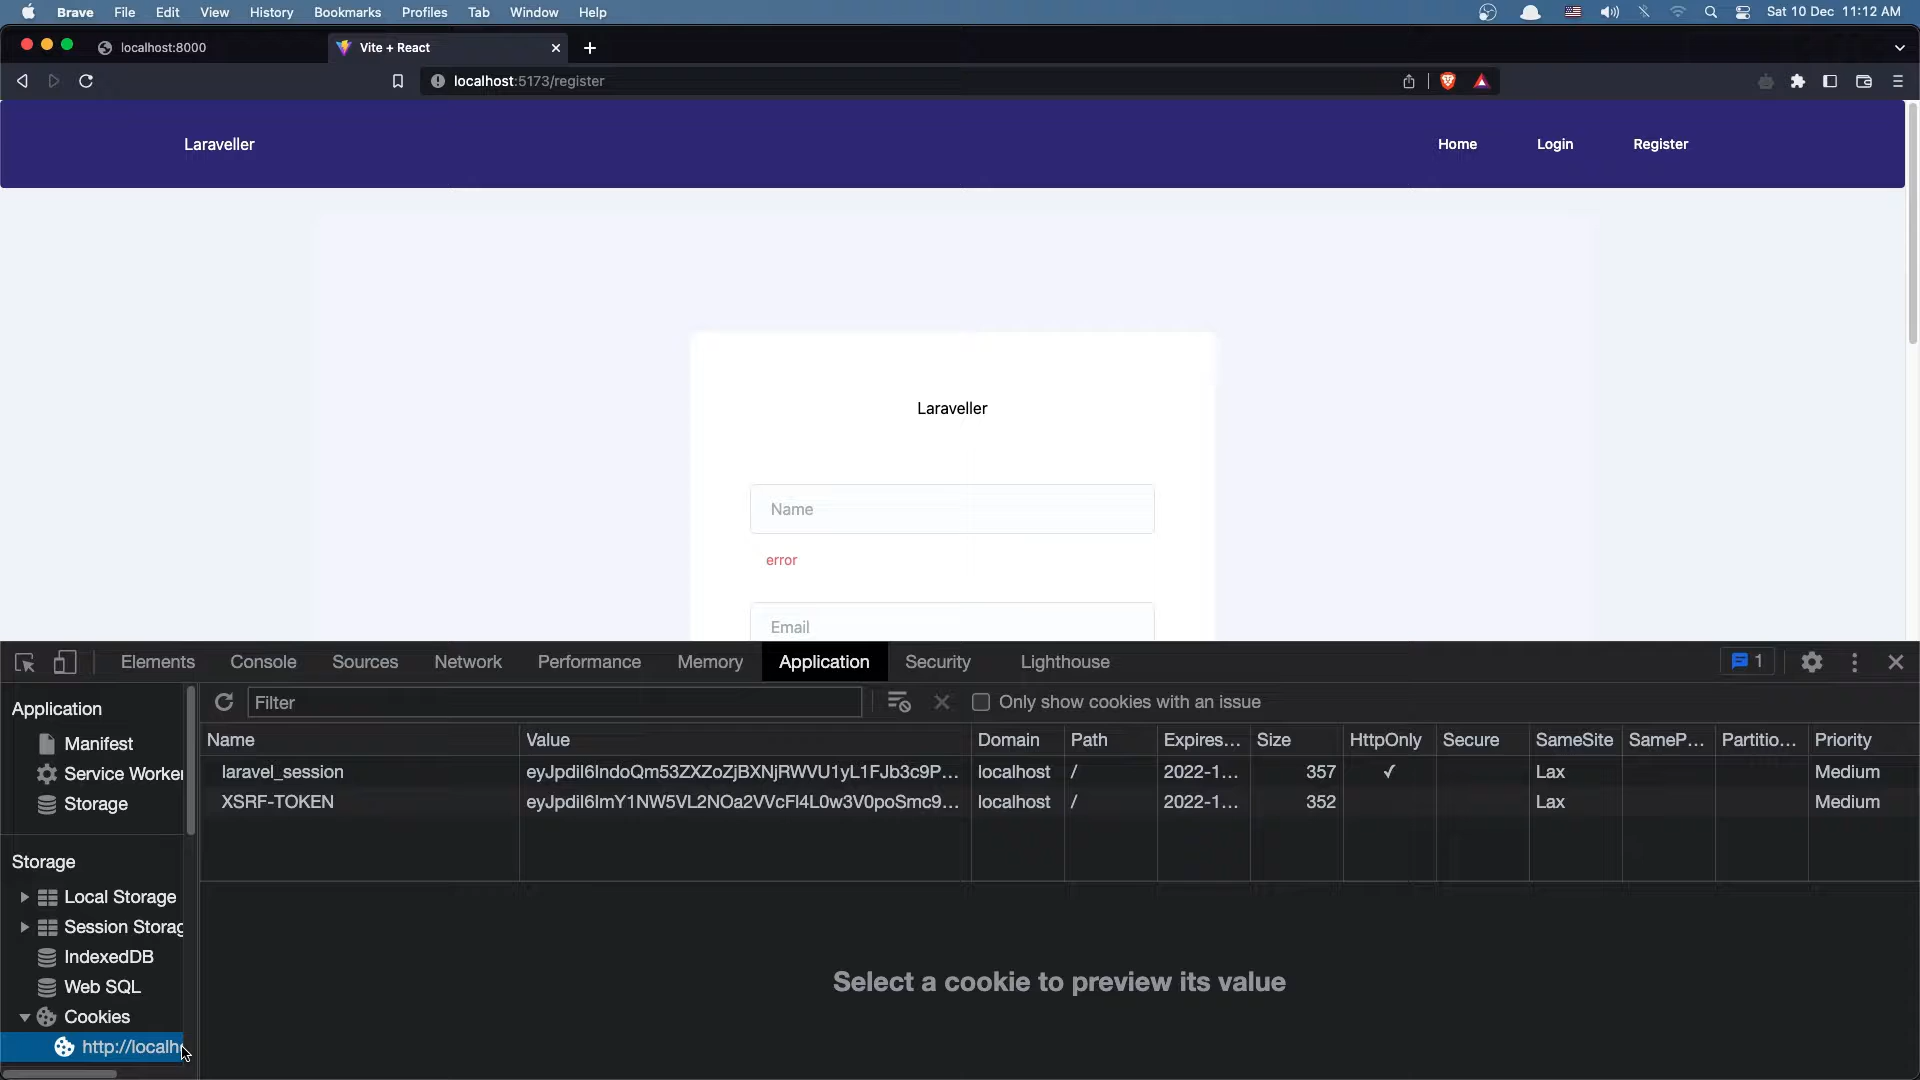 Brave File Edit View History Bookmarks Profiles Tab Window Help Sat 10 Dec 11:12 AM
localhost:8000 Vite + React
localhost:5173/register
Laraveller Home Login Register
Laraveller
Name
error
Email
Elements Console Sources Network Performance Memory Application Security Lighthouse 1
Application Filter Only show cookies with an issue
Name Value Domain Path Expires... Size HttpOnly Secure SameSite SameP... Partitio... Priority
Manifest
laravel_session localhost / 2022-1... 357 ✓ Lax Medium
Service Worker
XSRF-TOKEN localhost / 2022-1... 352 Lax Medium
Storage
Storage
Local Storage
Session Storag
IndexedDB
Web SQL
Select a cookie to preview its value
Cookies
http://localh